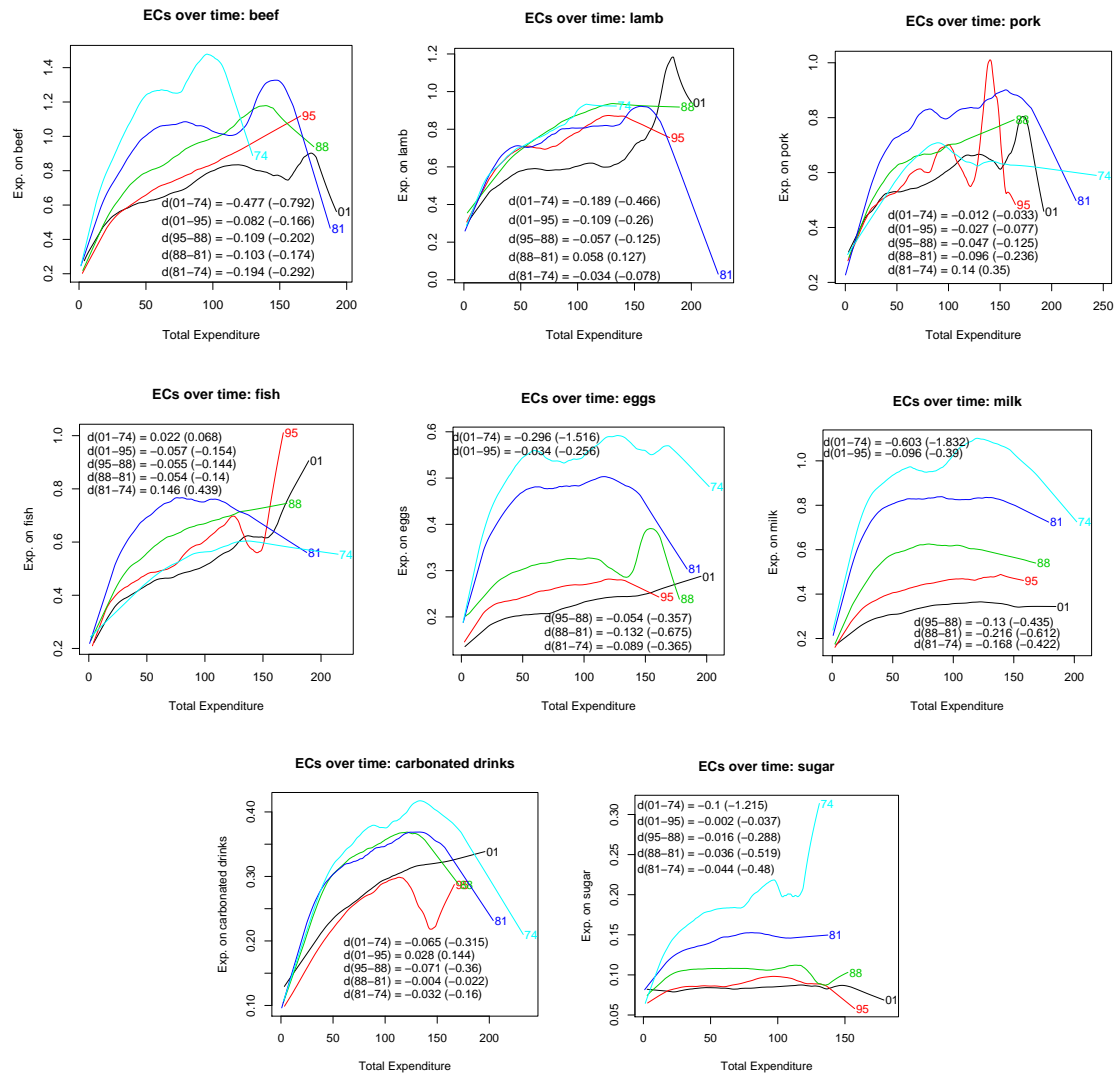 ECs over time: beef
Exp. on beef
0.2 0.4 0.6 0.8 1.0 1.2 1.4
74
95
88
01
81
d(01−74) = −0.477 (−0.792)
d(01−95) = −0.082 (−0.166)
d(95−88) = −0.109 (−0.202)
d(88−81) = −0.103 (−0.174)
d(81−74) = −0.194 (−0.292)
0 50 100 150 200
Total Expenditure
ECs over time: lamb
Exp. on lamb
0.0 0.2 0.4 0.6 0.8 1.0 1.2
74
88
01
95
81
d(01−74) = −0.189 (−0.466)
d(01−95) = −0.109 (−0.26)
d(95−88) = −0.057 (−0.125)
d(88−81) = 0.058 (0.127)
d(81−74) = −0.034 (−0.078)
0 50 100 150 200
Total Expenditure
ECs over time: pork
Exp. on pork
0.2 0.4 0.6 0.8 1.0
88
74
81
01
95
d(01−74) = −0.012 (−0.033)
d(01−95) = −0.027 (−0.077)
d(95−88) = −0.047 (−0.125)
d(88−81) = −0.096 (−0.236)
d(81−74) = 0.14 (0.35)
0 50 100 150 200 250
Total Expenditure
ECs over time: fish
Exp. on fish
0.2 0.4 0.6 0.8 1.0
d(01−74) = 0.022 (0.068)
d(01−95) = −0.057 (−0.154)
d(95−88) = −0.055 (−0.144)
d(88−81) = −0.054 (−0.14)
d(81−74) = 0.146 (0.439)
95
01
88
81
74
0 50 100 150 200
Total Expenditure
ECs over time: eggs
Exp. on eggs
0.2 0.3 0.4 0.5 0.6
d(01−74) = −0.296 (−1.516)
d(01−95) = −0.034 (−0.256)
74
81
01
95
88
d(95−88) = −0.054 (−0.357)
d(88−81) = −0.132 (−0.675)
d(81−74) = −0.089 (−0.365)
0 50 100 150 200
Total Expenditure
ECs over time: milk
Exp. on milk
0.2 0.4 0.6 0.8 1.0
d(01−74) = −0.603 (−1.832)
d(01−95) = −0.096 (−0.39)
74
81
88
95
01
d(95−88) = −0.13 (−0.435)
d(88−81) = −0.216 (−0.612)
d(81−74) = −0.168 (−0.422)
0 50 100 150 200
Total Expenditure
ECs over time: carbonated drinks
Exp. on carbonated drinks
0.10 0.20 0.30 0.40
01
95
88
81
74
d(01−74) = −0.065 (−0.315)
d(01−95) = 0.028 (0.144)
d(95−88) = −0.071 (−0.36)
d(88−81) = −0.004 (−0.022)
d(81−74) = −0.032 (−0.16)
0 50 100 150 200
Total Expenditure
ECs over time: sugar
Exp. on sugar
0.05 0.10 0.15 0.20 0.25 0.30
d(01−74) = −0.1 (−1.215)
d(01−95) = −0.002 (−0.037)
d(95−88) = −0.016 (−0.288)
d(88−81) = −0.036 (−0.519)
d(81−74) = −0.044 (−0.48)
74
81
88
01
95
0 50 100 150
Total Expenditure